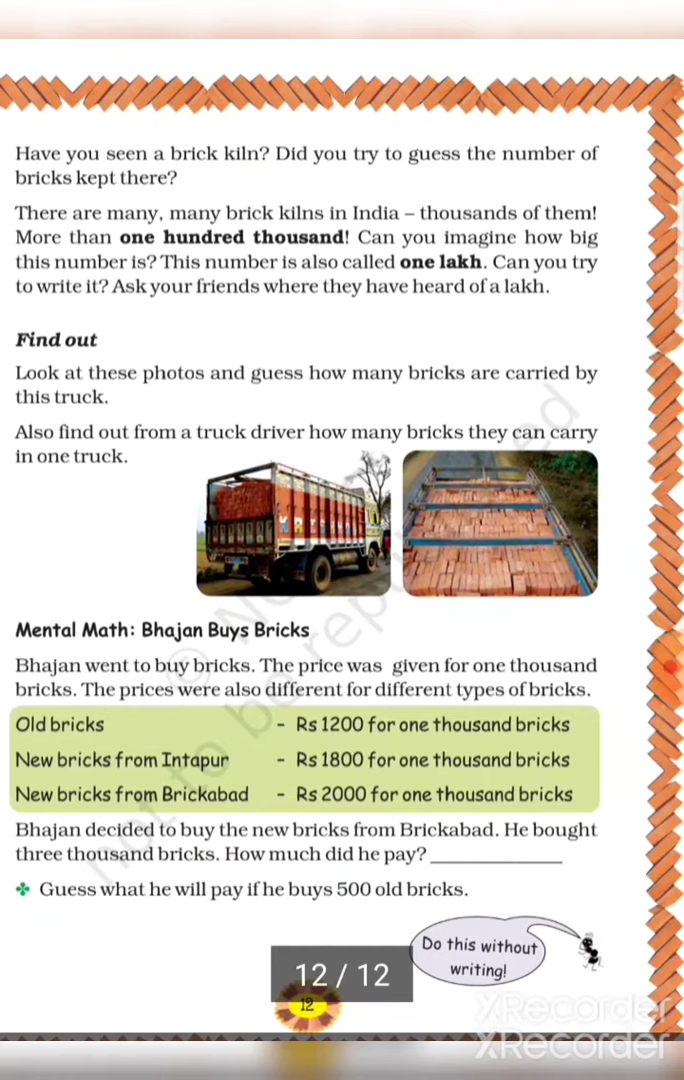 Have you seen a brick kiln? Did you try to guess the number of
bricks kept there?
There are many, many brick kilns in India – thousands of them!
More than one hundred thousand! Can you imagine how big
this number is? This number is also called one lakh. Can you try
to write it? Ask your friends where they have heard of a lakh.
Find out
Look at these photos and guess how many bricks are carried by
this truck.
Also find out from a truck driver how many bricks they can carry
in one truck.
Mental Math: Bhajan Buys Bricks
Bhajan went to buy bricks. The price was given for one thousand
bricks. The prices were also different for different types of bricks.
Old bricks - Rs 1200 for one thousand bricks
New bricks from Intapur - Rs 1800 for one thousand bricks
New bricks from Brickabad - Rs 2000 for one thousand bricks
Bhajan decided to buy the new bricks from Brickabad. He bought
three thousand bricks. How much did he pay?
Guess what he will pay if he buys 500 old bricks.
Do this without
writing!
12 / 12
12
XRecorder
XRecorder